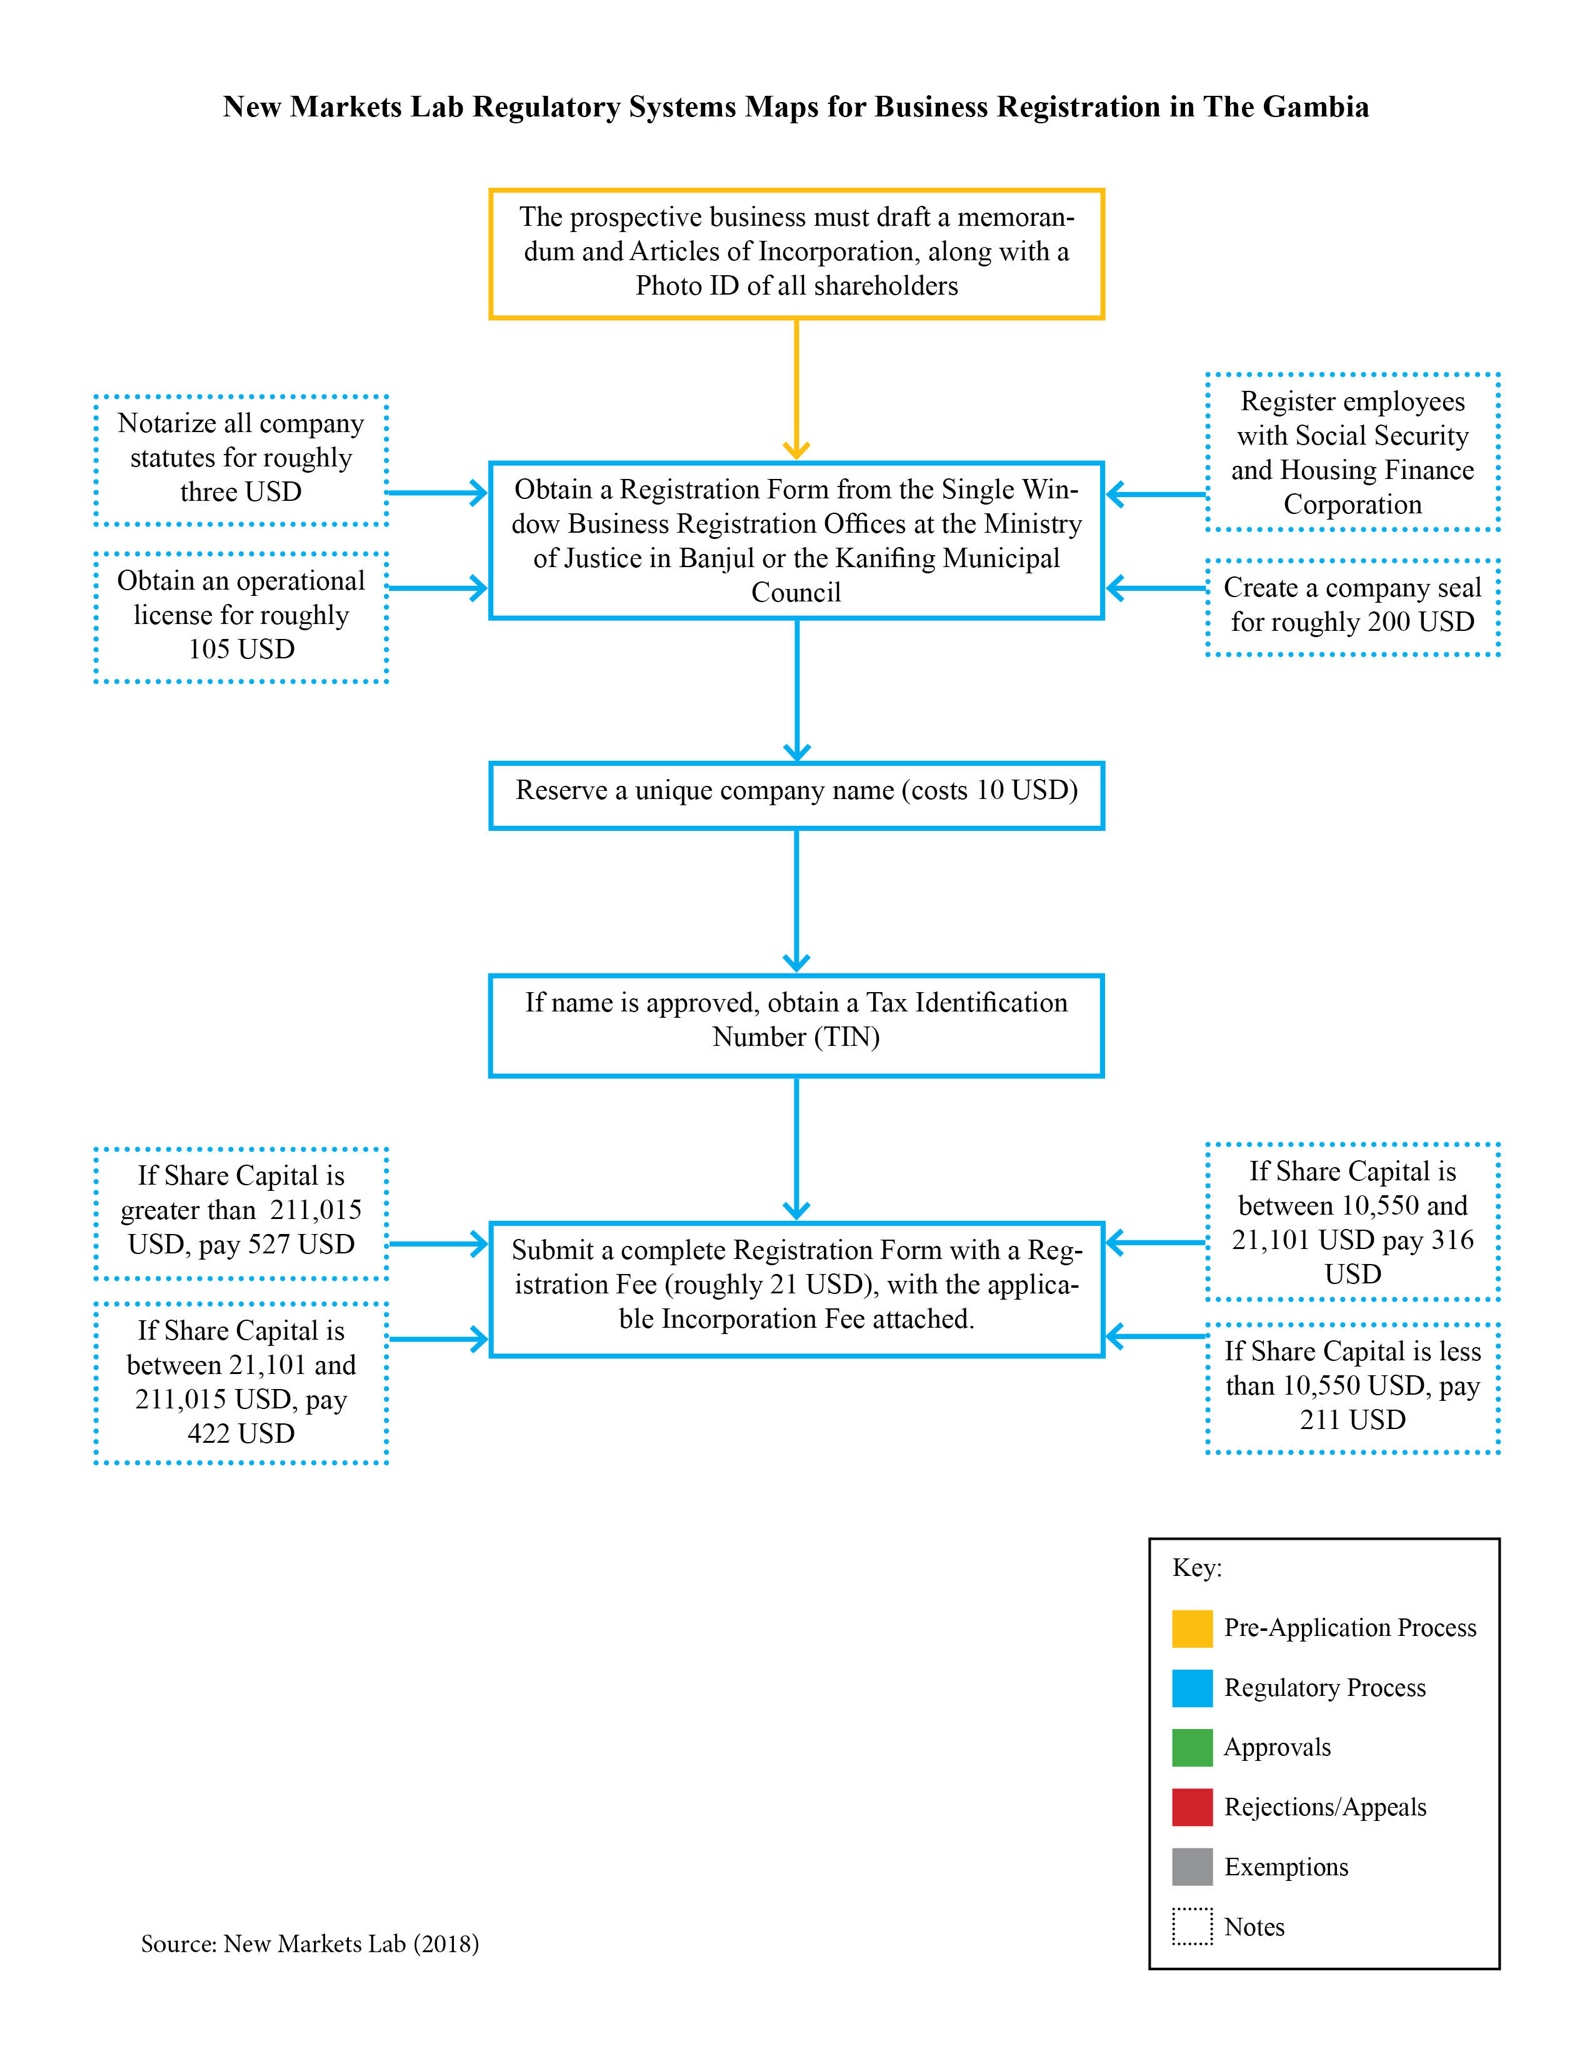 New Markets Lab Regulatory Systems Maps for Business Registration in The Gambia
The prospective business must draft a memoran-
dum and Articles of Incorporation, along with a
Photo ID of all shareholders
Notarize all company
statutes for roughly
three USD
Obtain an operational
license for roughly
105 USD
Register employees
with Social Security
and Housing Finance
Corporation
Create a company seal
for roughly 200 USD
Obtain a Registration Form from the Single Win-
dow Business Registration Offices at the Ministry
of Justice in Banjul or the Kanifing Municipal
Council
Reserve a unique company name (costs 10 USD)
If name is approved, obtain a Tax Identification
Number (TIN)
If Share Capital is
greater than  211,015
USD, pay 527 USD
If Share Capital is
between 21,101 and
211,015 USD, pay
422 USD
If Share Capital is
between 10,550 and
21,101 USD pay 316
USD
If Share Capital is less
than 10,550 USD, pay
211 USD
Submit a complete Registration Form with a Reg-
istration Fee (roughly 21 USD), with the applica-
ble Incorporation Fee attached.
Key:
Pre-Application Process
Regulatory Process
Approvals
Rejections/Appeals
Exemptions
Notes
Source: New Markets Lab (2018)